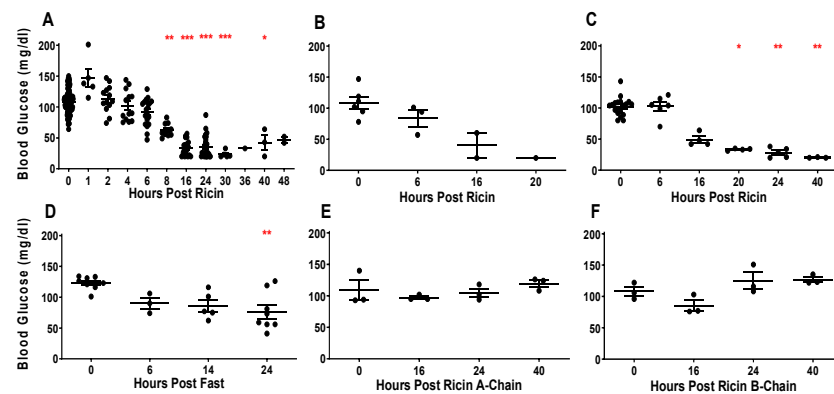 A
B
C
Blood Glucose (mg/dl)
** *** *** *** *
* ** **
200
150
100
50
0
0 1 2 4 6 8 16 24 30 36 40 48
Hours Post Ricin
200
150
100
50
0
0 6 16 20
Hours Post Ricin
200
150
100
50
0
0 6 16 20 24 40
Hours Post Ricin
D
E
F
Blood Glucose (mg/dl)
**
200
150
100
50
0
0 6 14 24
Hours Post Fast
200
150
100
50
0
0 16 24 40
Hours Post Ricin A-Chain
200
150
100
50
0
0 16 24 40
Hours Post Ricin B-Chain